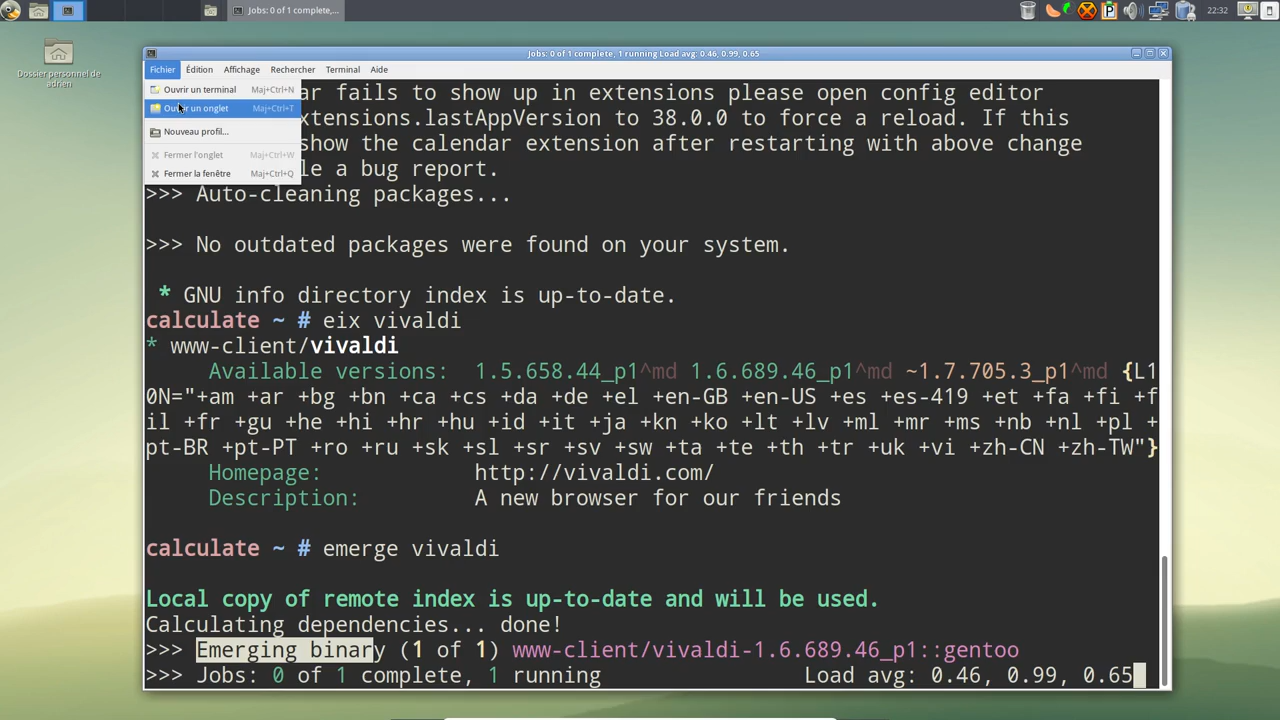 Jobs: 0 of 1 complete,...
22:32
Dossier personnel de
adrien
Jobs: 0 of 1 complete, 1 running Load avg: 0.46, 0.99, 0.65
Fichier Édition Affichage Rechercher Terminal Aide
Ouvrir un terminal Maj+Ctrl+N
Ouvrir un onglet Maj+Ctrl+T
Nouveau profil...
Fermer l'onglet Maj+Ctrl+W
Fermer la fenêtre Maj+Ctrl+Q
ar fails to show up in extensions please open config editor
xtensions.lastAppVersion to 38.0.0 to force a reload. If this
show the calendar extension after restarting with above change
le a bug report.
>>> Auto-cleaning packages...
>>> No outdated packages were found on your system.
* GNU info directory index is up-to-date.
calculate ~ # eix vivaldi
* www-client/vivaldi
Available versions: 1.5.658.44_p1^md 1.6.689.46_p1^md ~1.7.705.3_p1^md {L1
0N="+am +ar +bg +bn +ca +cs +da +de +el +en-GB +en-US +es +es-419 +et +fa +fi +f
il +fr +gu +he +hi +hr +hu +id +it +ja +kn +ko +lt +lv +ml +mr +ms +nb +nl +pl +
pt-BR +pt-PT +ro +ru +sk +sl +sr +sv +sw +ta +te +th +tr +uk +vi +zh-CN +zh-TW"}
Homepage: http://vivaldi.com/
Description: A new browser for our friends
calculate ~ # emerge vivaldi
Local copy of remote index is up-to-date and will be used.
Calculating dependencies... done!
>>> Emerging binary (1 of 1) www-client/vivaldi-1.6.689.46_p1::gentoo
>>> Jobs: 0 of 1 complete, 1 running Load avg: 0.46, 0.99, 0.65